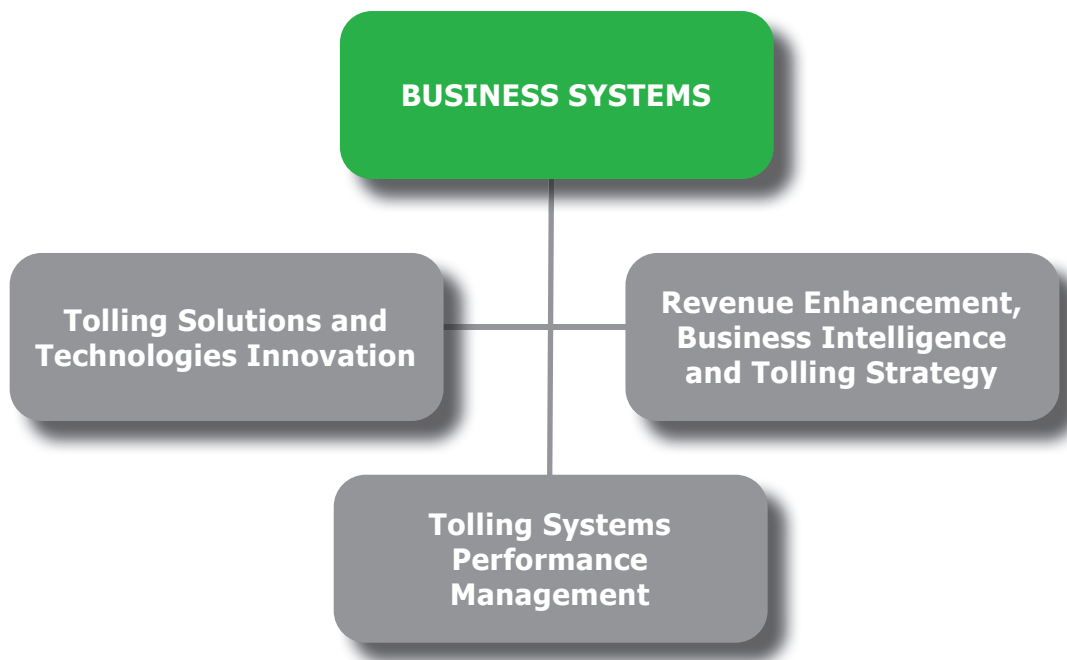 BUSINESS SYSTEMS
Tolling Solutions and
Technologies Innovation
Revenue Enhancement,
Business Intelligence
and Tolling Strategy
Tolling Systems
Performance
Management